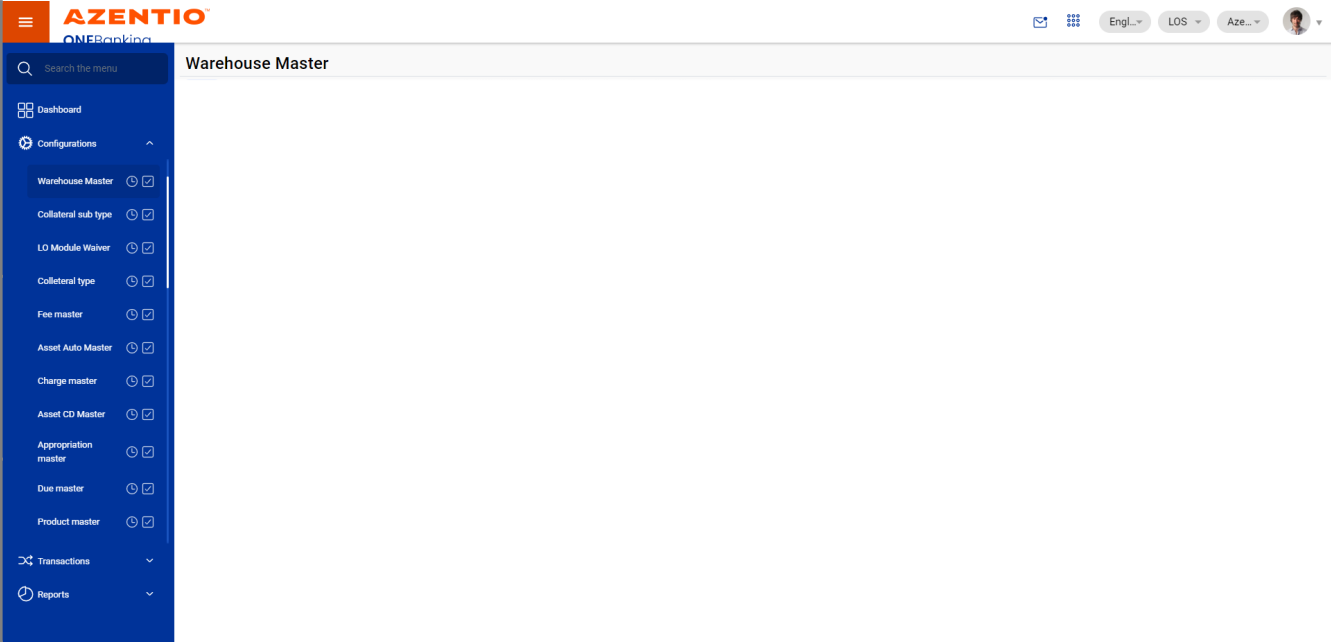 AZENTIO™
ONEBanking
Engl...
LOS
Aze...
Search the menu
Warehouse Master
Dashboard
Configurations
Warehouse Master
Collateral sub type
LO Module Waiver
Colleteral type
Fee master
Asset Auto Master
Charge master
Asset CD Master
Appropriation
master
Due master
Product master
Transactions
Reports